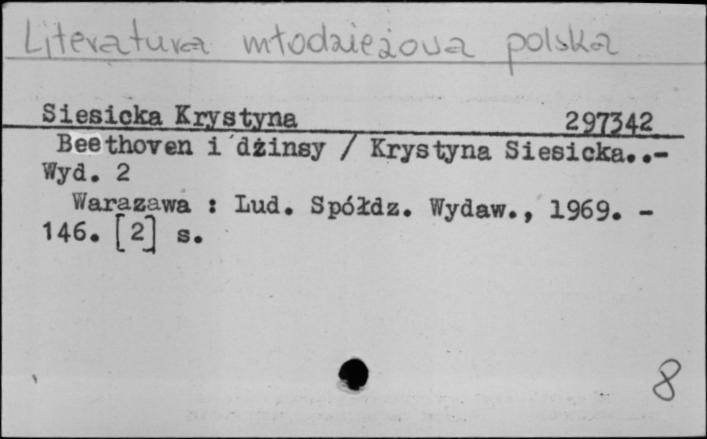 Literatura młodzieżowa polska
Siesicka Krystyna 297342
Beethoven i dżinsy / Krystyna Siesicka..-
Wyd. 2
Warazawa : Lud. Spółdz. Wydaw., 1969. -
146. [2] s.
8